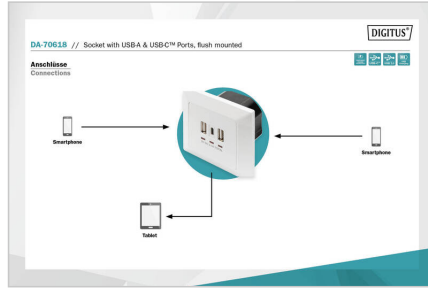 DIGITUS®
DA-70618 // Socket with USB-A & USB-C™ Ports, flush mounted
Anschlüsse
Connections
Smartphone
Smartphone
Tablet